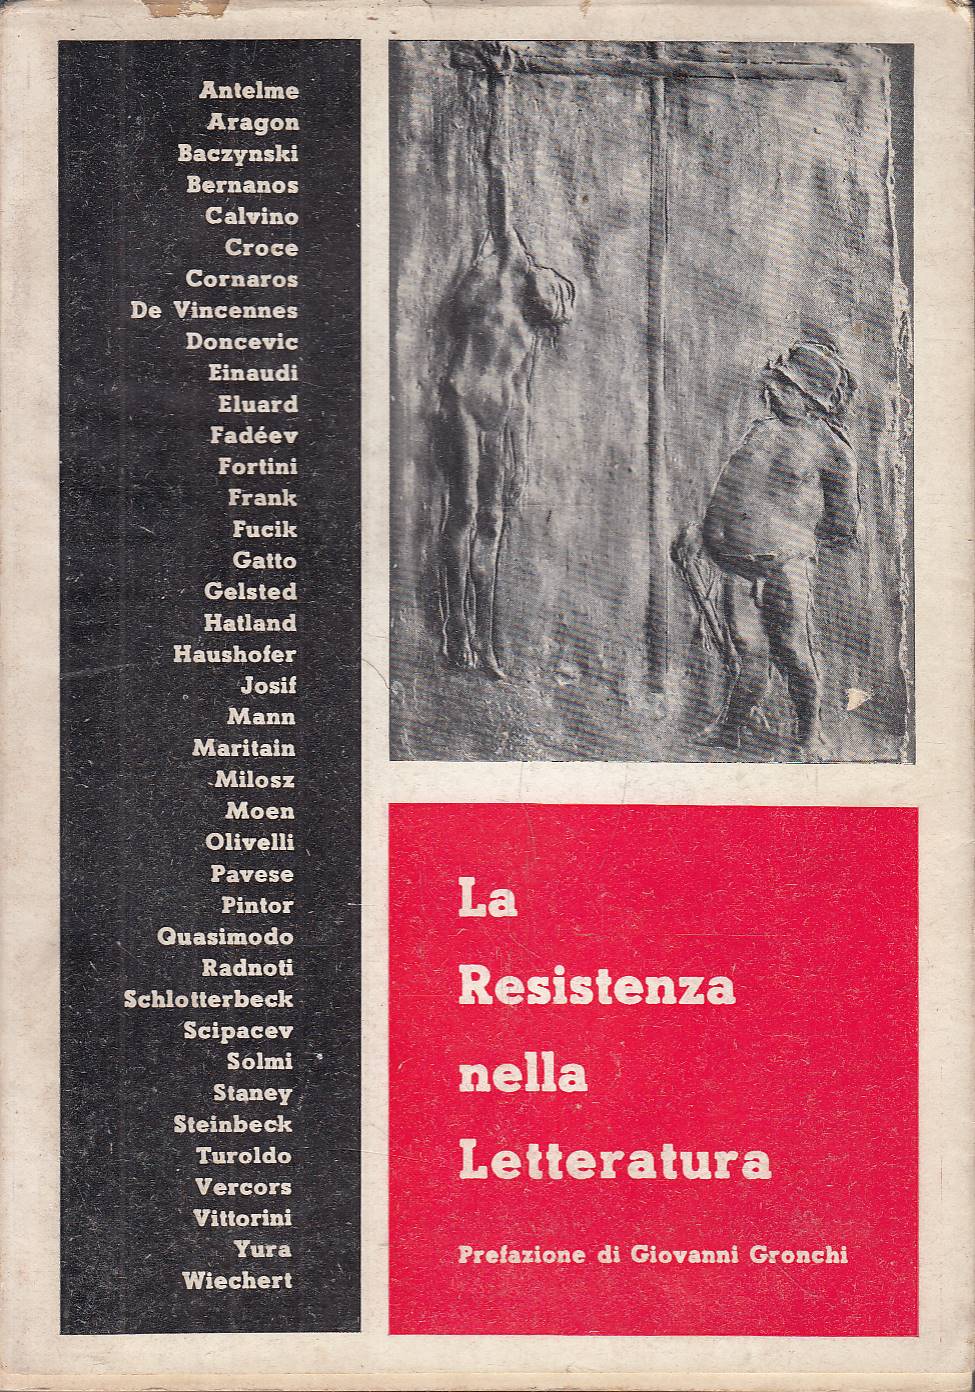 Antelme
Aragon
Baczynski
Bernanos
Calvino
Croce
Cornaros
De Vincennes
Doncevic
Einaudi
Eluard
Fadéev
Fortini
Frank
Fucik
Gatto
Gelsted
Hatland
Haushofer
Josif
Mann
Maritain
Milosz
Moen
Olivelli
Pavese
Pintor
Quasimodo
Radnoti
Schlotterbeck
Scipacev
Solmi
Staney
Steinbeck
Turoldo
Vercors
Vittorini
Yura
Wiechert
La
Resistenza
nella
Letteratura
Prefazione di Giovanni Gronchi